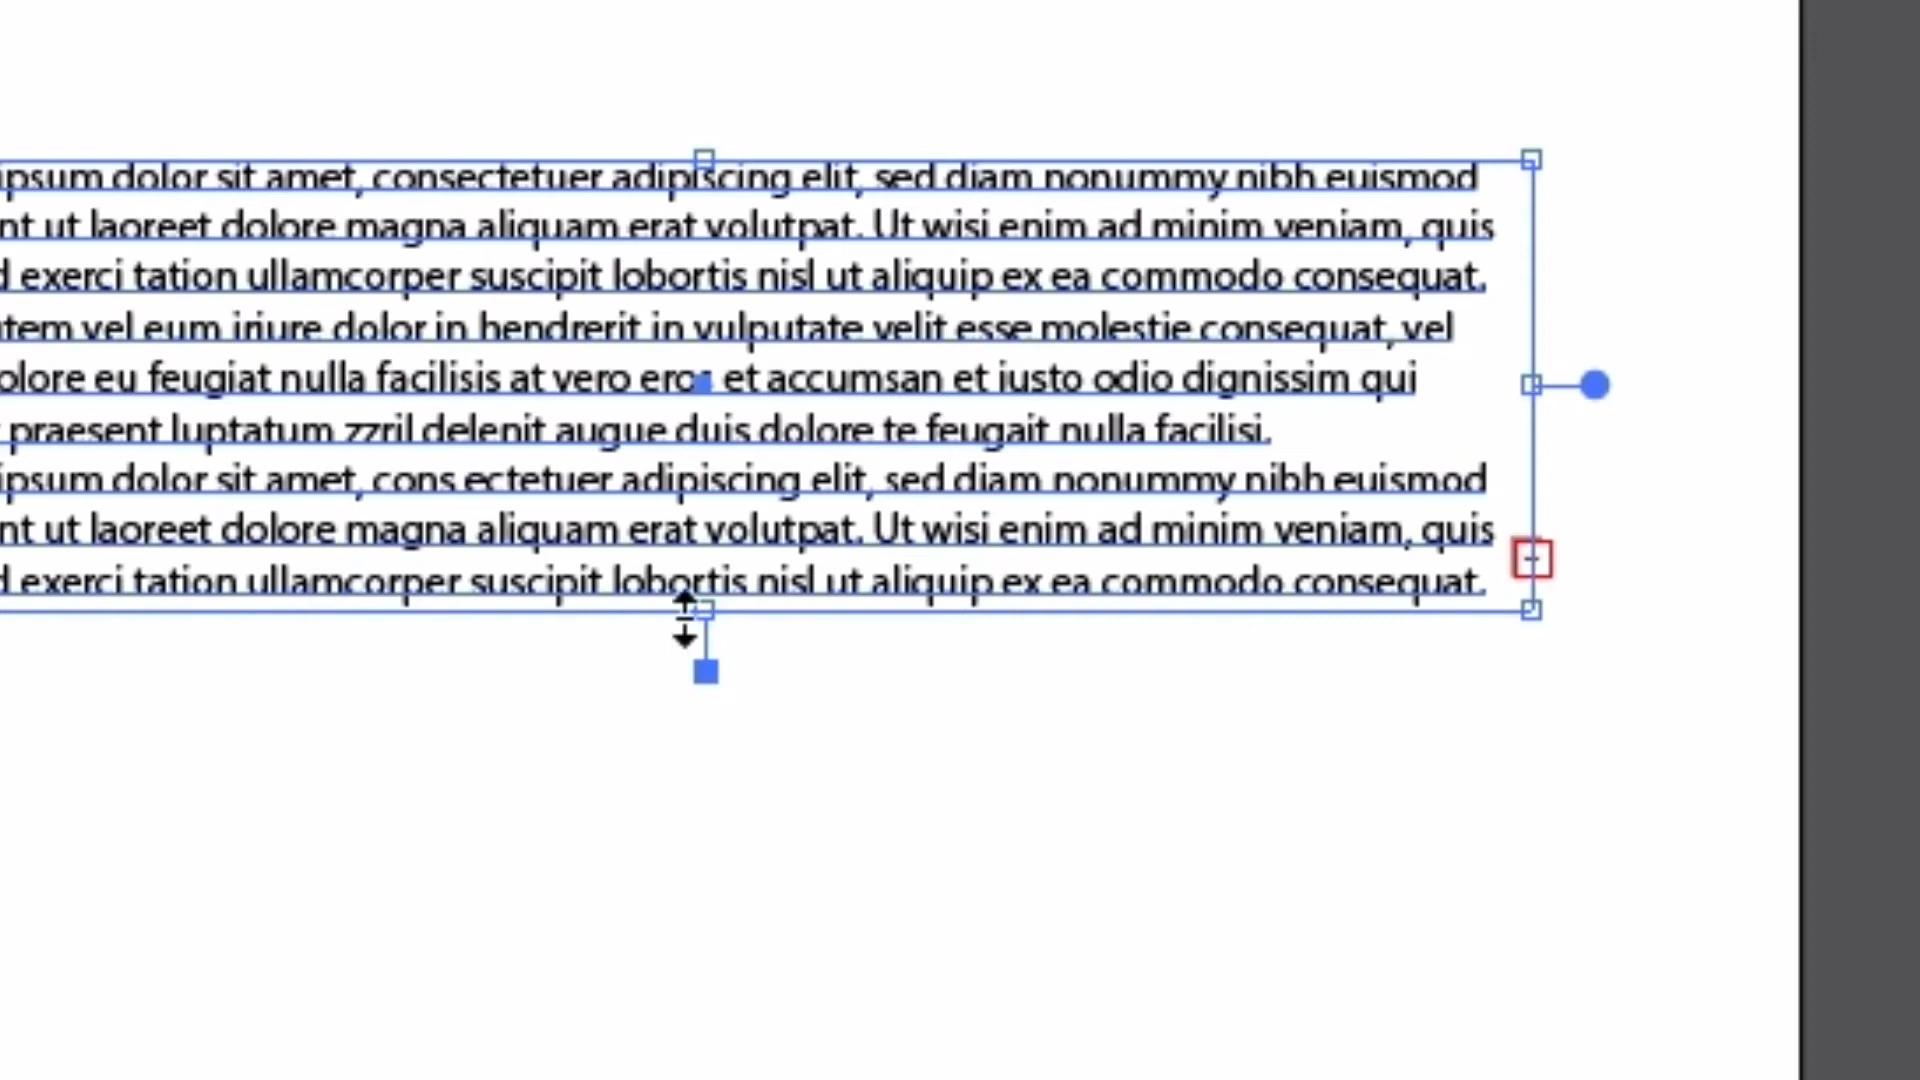 ipsum dolor sit amet, consectetuer adipiscing elit, sed diam nonummy nibh euismod
nt ut laoreet dolore magna aliquam erat volutpat. Ut wisi enim ad minim veniam, quis
d exerci tation ullamcorper suscipit lobortis nisl ut aliquip ex ea commodo consequat.
utem vel eum iriure dolor in hendrerit in vulputate velit esse molestie consequat, vel
olore eu feugiat nulla facilisis at vero eros et accumsan et iusto odio dignissim qui
praesent luptatum zzril delenit augue duis dolore te feugait nulla facilisi.
ipsum dolor sit amet, cons ectetuer adipiscing elit, sed diam nonummy nibh euismod
nt ut laoreet dolore magna aliquam erat volutpat. Ut wisi enim ad minim veniam, quis
d exerci tation ullamcorper suscipit lobortis nisl ut aliquip ex ea commodo consequat.